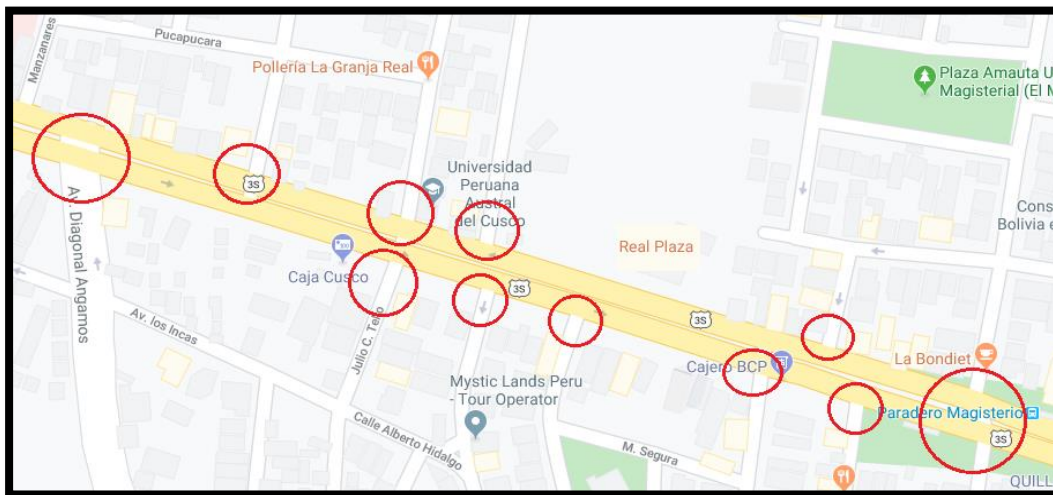 Manzanares
Pucapucara
Pollería La Granja Real
Plaza Amauta U
Magisterial (El M
3S
Universidad
Peruana
Austral
del Cusco
Cons
Bolivia e
Av. Diagonal Angamos
Real Plaza
Caja Cusco
3S
3S
Av. los Incas
Julio C. Tello
La Bondiet
Cajero BCP
Mystic Lands Peru
- Tour Operator
Paradero Magisterio
3S
Calle Alberto Hidalgo
M. Segura
QUILL